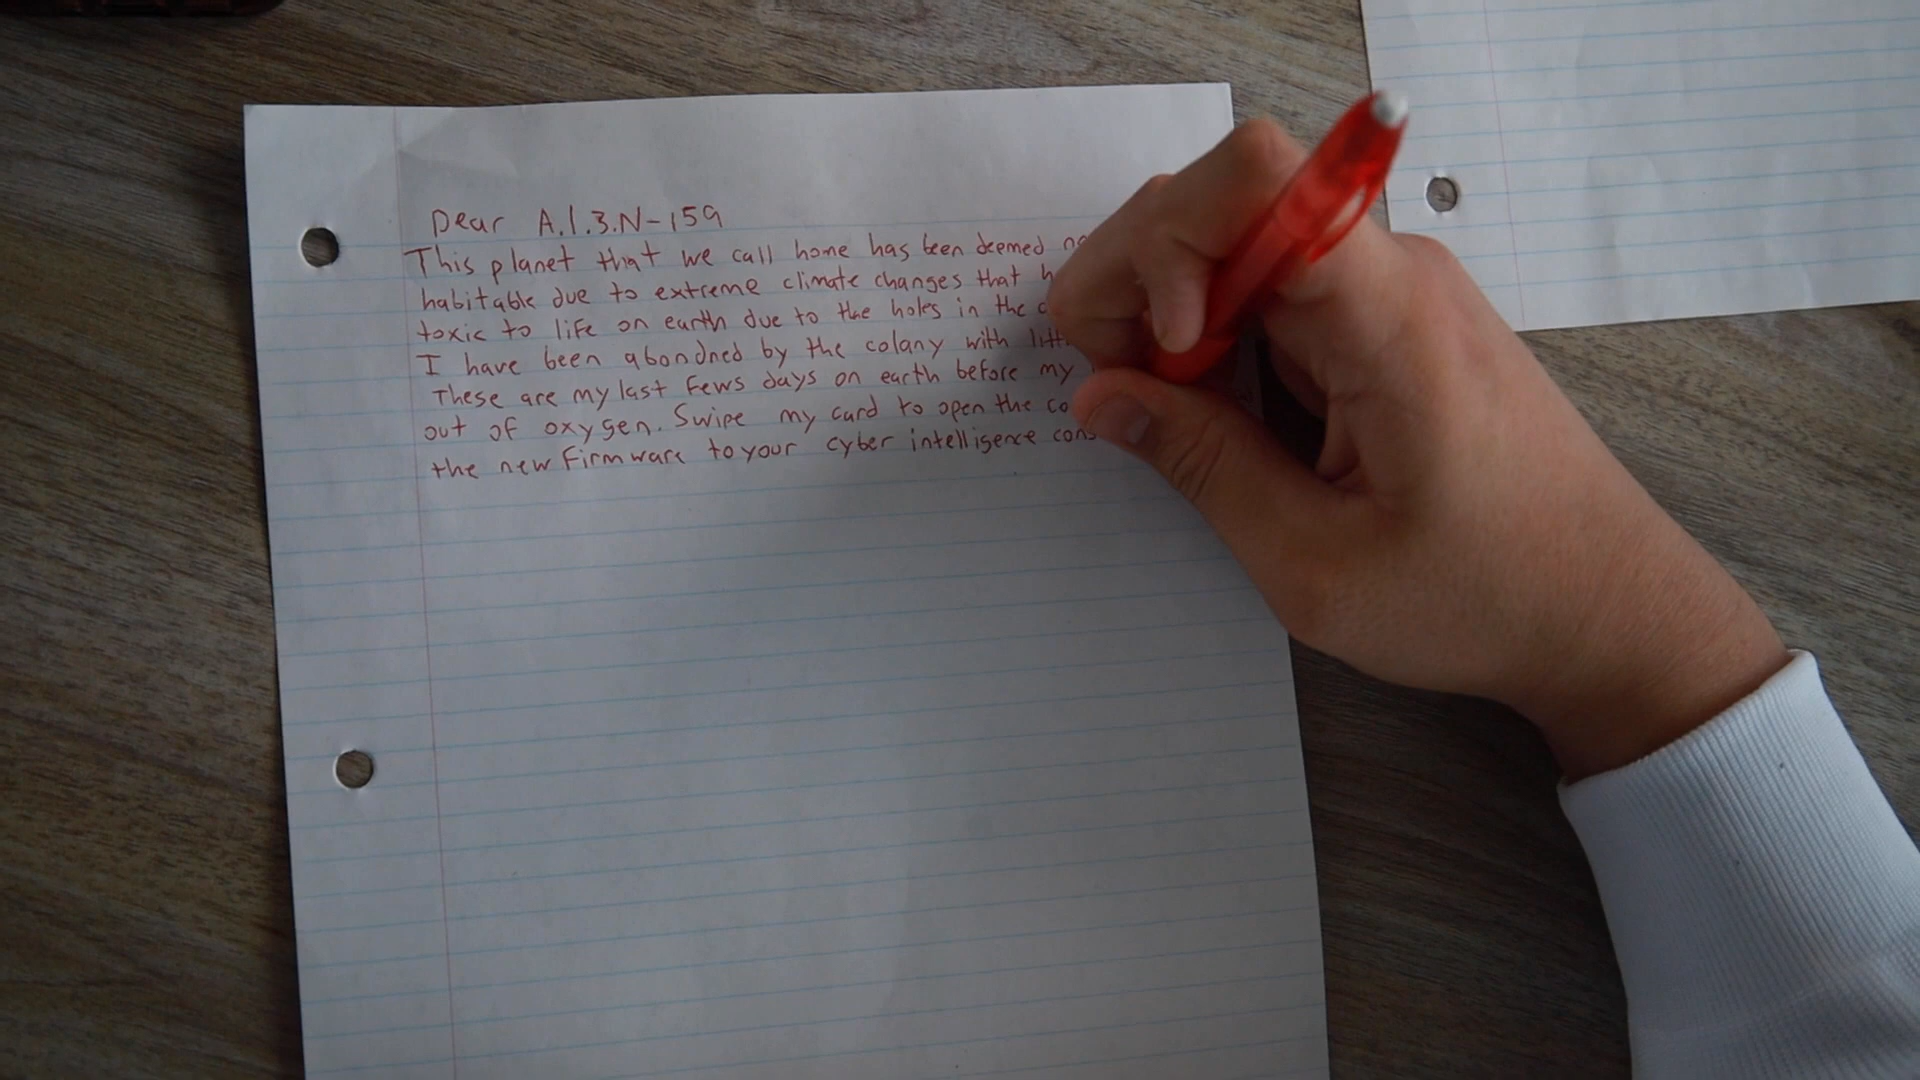 Dear A.1.3.N-159
This planet that we call home has been deemed
habitable due to extreme climate changes that
toxic to life on earth due to the holes in the
I have been abondned by the colany with
These are my last Fews days on earth before my
out of oxygen. Swipe my card to open the
the new Firmware to your cyber intelligence